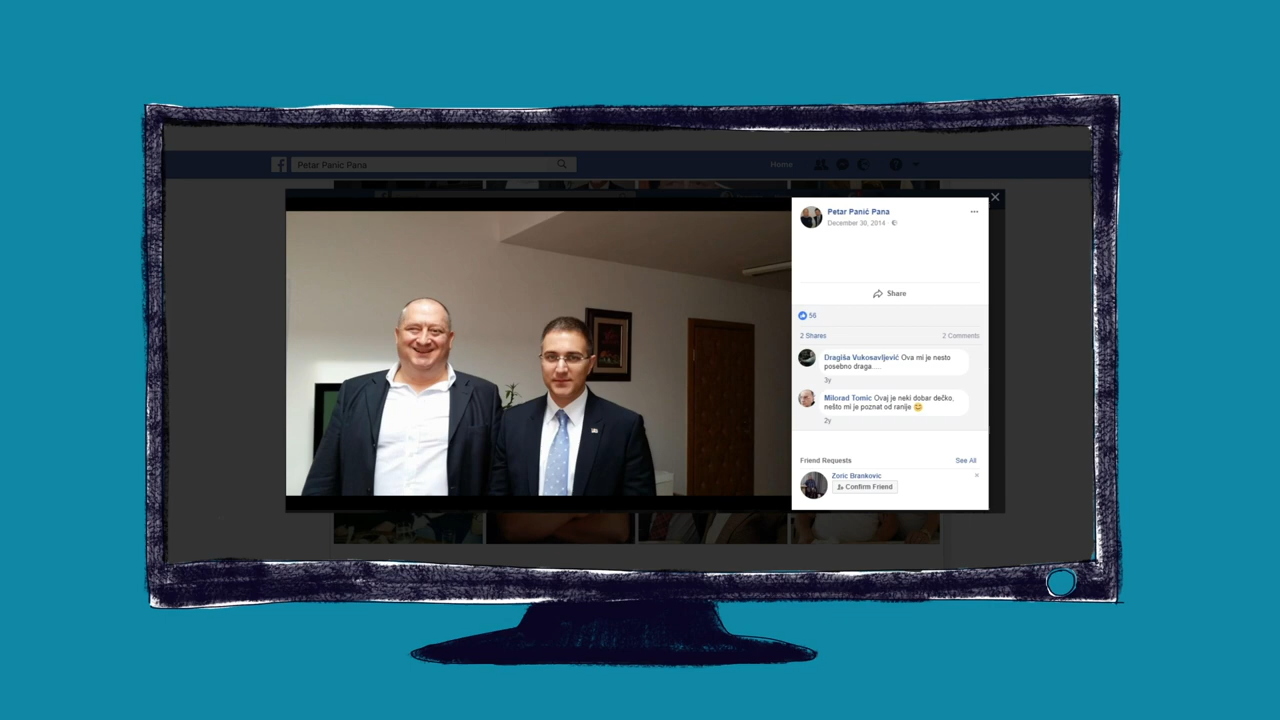 Petar Panic Pana
Home
Petar Panić Pana
December 30, 2014
Share
56
2 Shares
2 Comments
Dragiša Vukosavljević Ova mi je nesto
posebno draga.....
3y
Milorad Tomic Ovaj je neki dobar dečko,
nešto mi je poznat od ranije 😊
2y
Friend Requests
See All
Zoric Brankovic
Confirm Friend